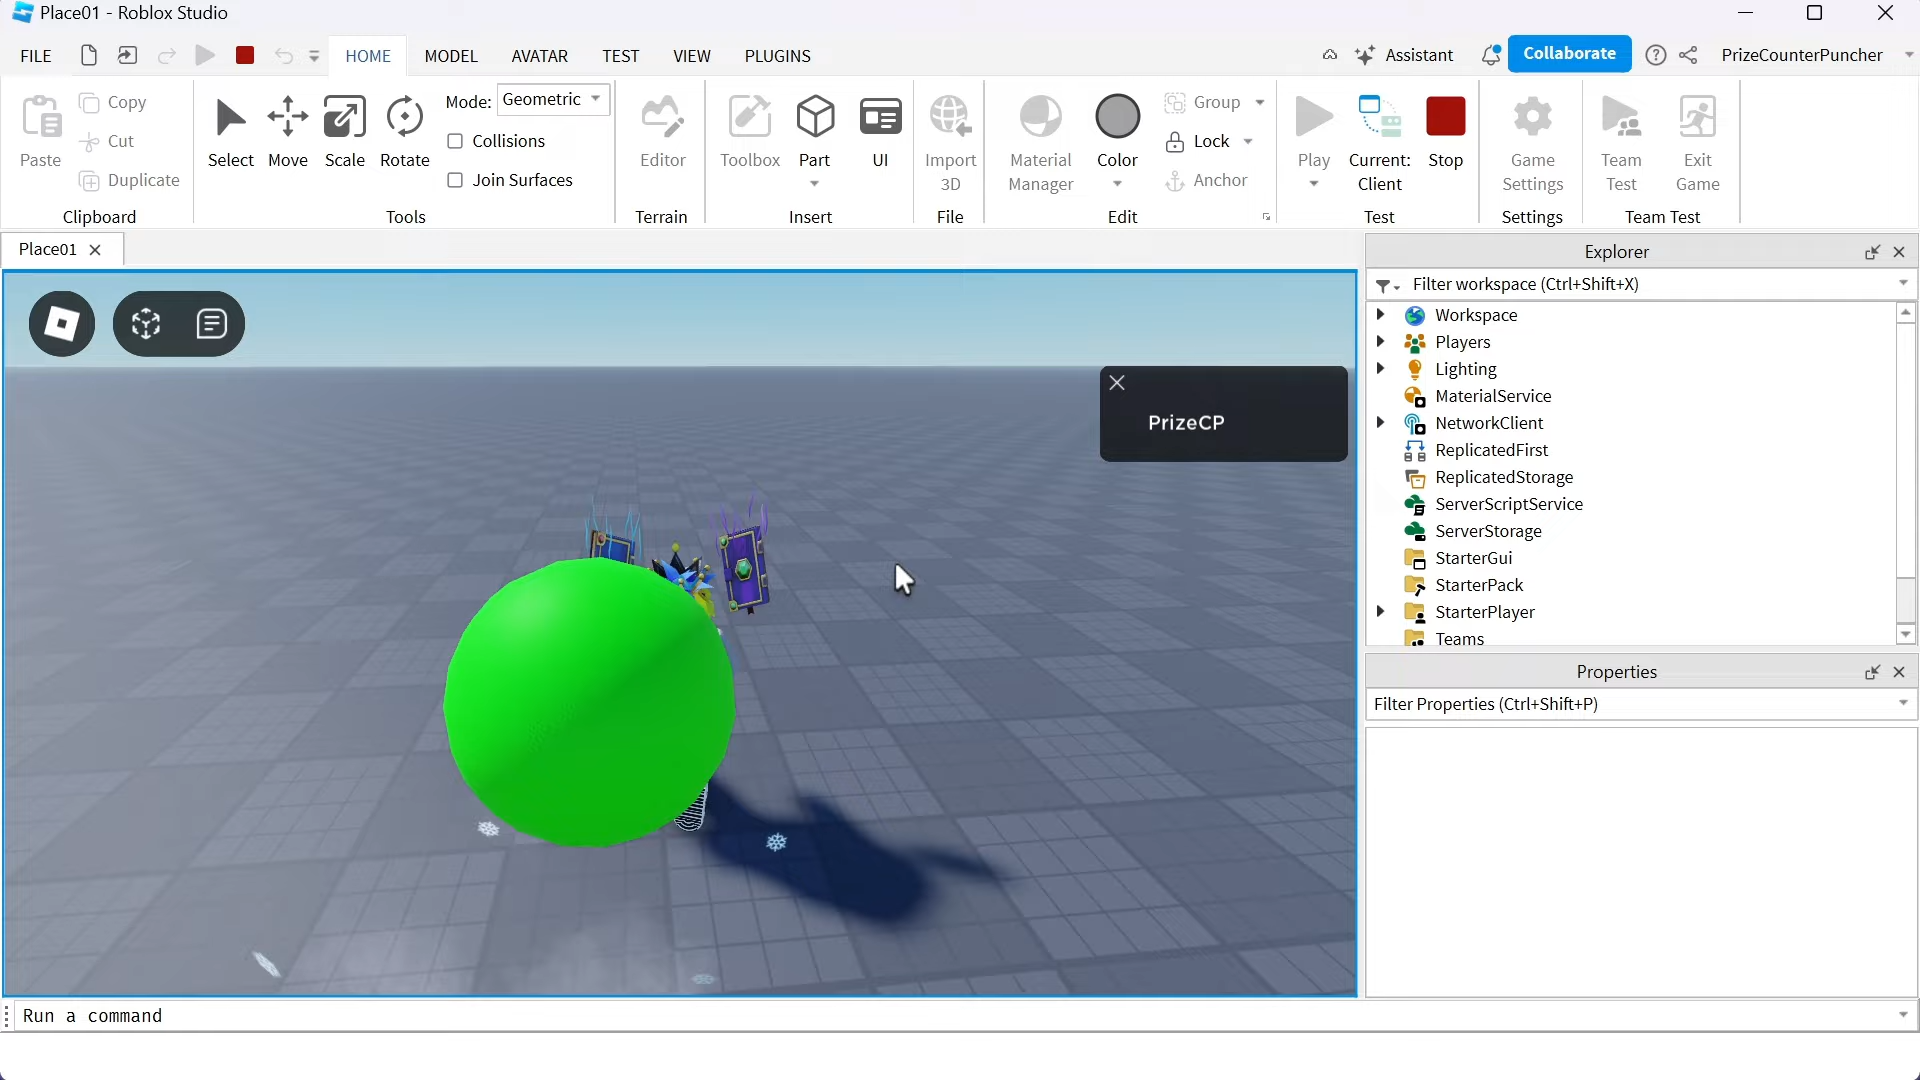 Place01 - Roblox Studio
FILE HOME MODEL AVATAR TEST VIEW PLUGINS Assistant Collaborate PrizeCounterPuncher
Paste
Copy
Cut
Duplicate
Clipboard
Select Move Scale Rotate
Mode: Geometric
Collisions
Join Surfaces
Tools
Editor
Terrain
Toolbox Part UI
Insert
Import
3D
File
Material
Manager
Color
Group
Lock
Anchor
Edit
Play
Current:
Client
Stop
Test
Game
Settings
Settings
Team
Test
Exit
Game
Team Test
Place01
PrizeCP
Explorer
Filter workspace (Ctrl+Shift+X)
Workspace
Players
Lighting
MaterialService
NetworkClient
ReplicatedFirst
ReplicatedStorage
ServerScriptService
ServerStorage
StarterGui
StarterPack
StarterPlayer
Teams
Properties
Filter Properties (Ctrl+Shift+P)
Run a command